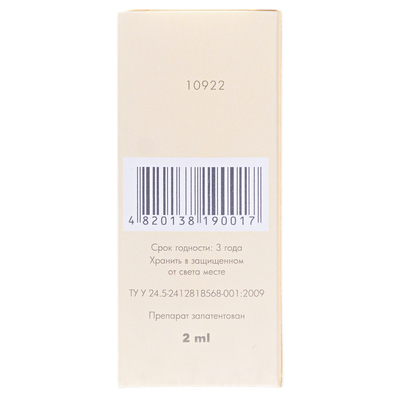 10922
4 820138 190017
Срок годности: 3 года
Хранить в защищенном
от света месте
ТУ У 24.5-2412818568-001:2009
Препарат запатентован
2 ml